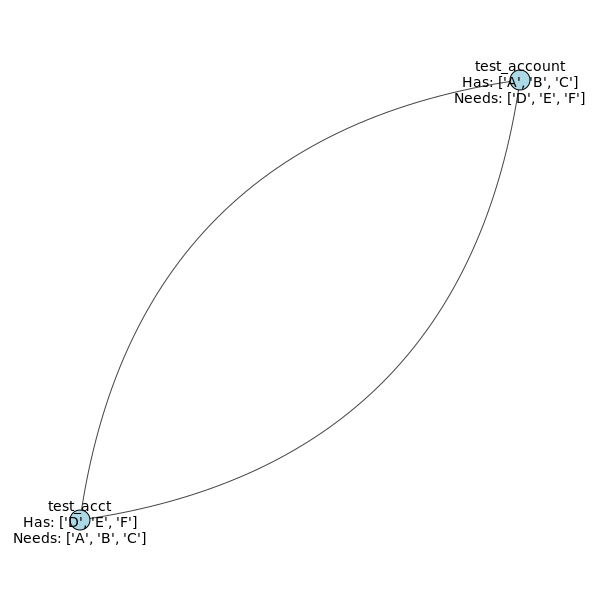 test_account
Has: ['A', 'B', 'C']
Needs: ['D', 'E', 'F']
test_acct
Has: ['D', 'E', 'F']
Needs: ['A', 'B', 'C']